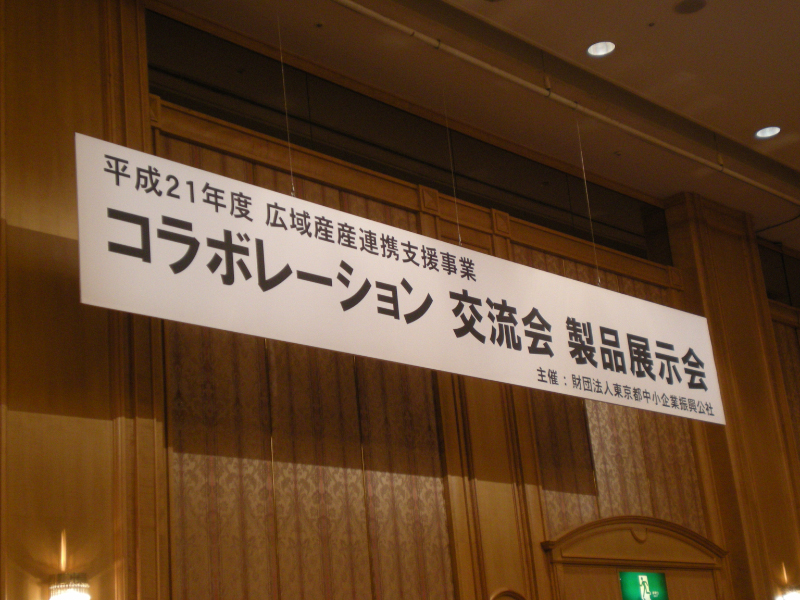 平成21年度 広域産産連携支援事業
コラボレーション 交流会 製品展示会
主催：財団法人東京都中小企業振興公社